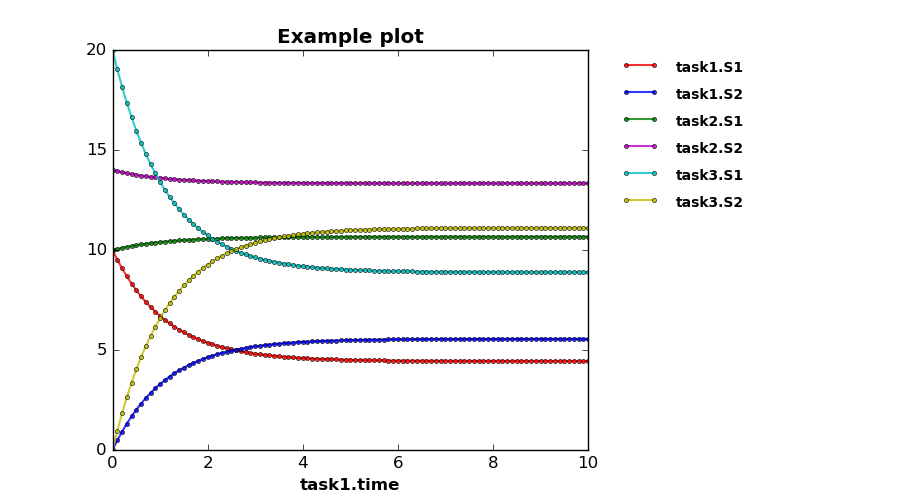 Example plot
20
15
10
5
0
0 2 4 6 8 10
task1.time
task1.S1
task1.S2
task2.S1
task2.S2
task3.S1
task3.S2